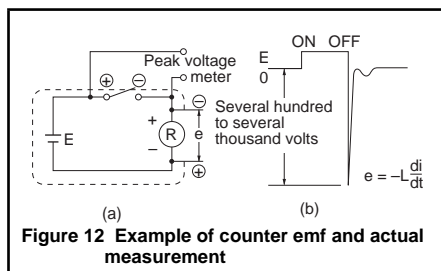 Peak voltage
meter
⊕ ⊖
E
+
R
−
⊖
e
⊕
(a)
ON OFF
E
0
Several hundred
to several
thousand volts
e = –L di/dt
(b)
Figure 12 Example of counter emf and actual
measurement